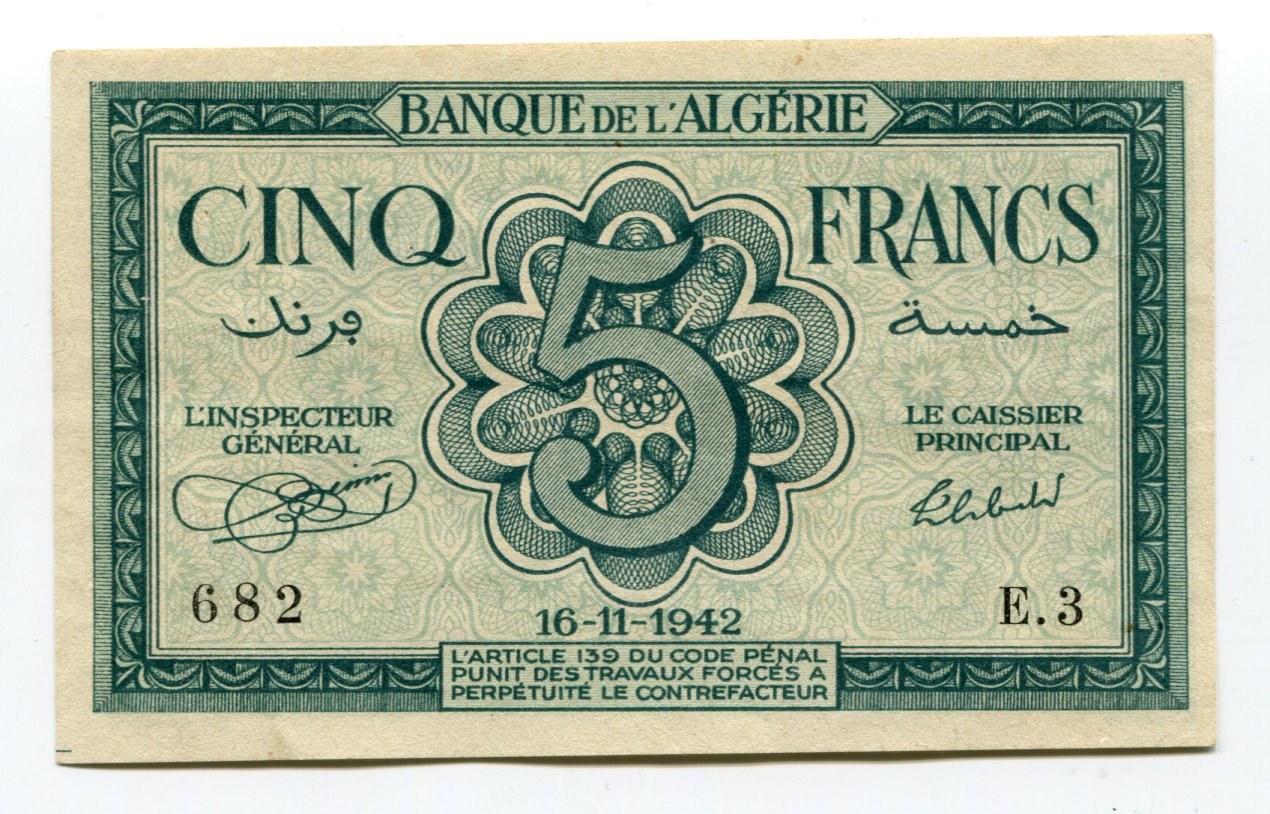 BANQUE DE L'ALGÉRIE
CINQ FRANCS
5
خمسة فرنك
L'INSPECTEUR
GÉNÉRAL
LE CAISSIER
PRINCIPAL
682
E.3
16-11-1942
L'ARTICLE 139 DU CODE PÉNAL
PUNIT DES TRAVAUX FORCÉS A
PERPÉTUITÉ LE CONTREFACTEUR